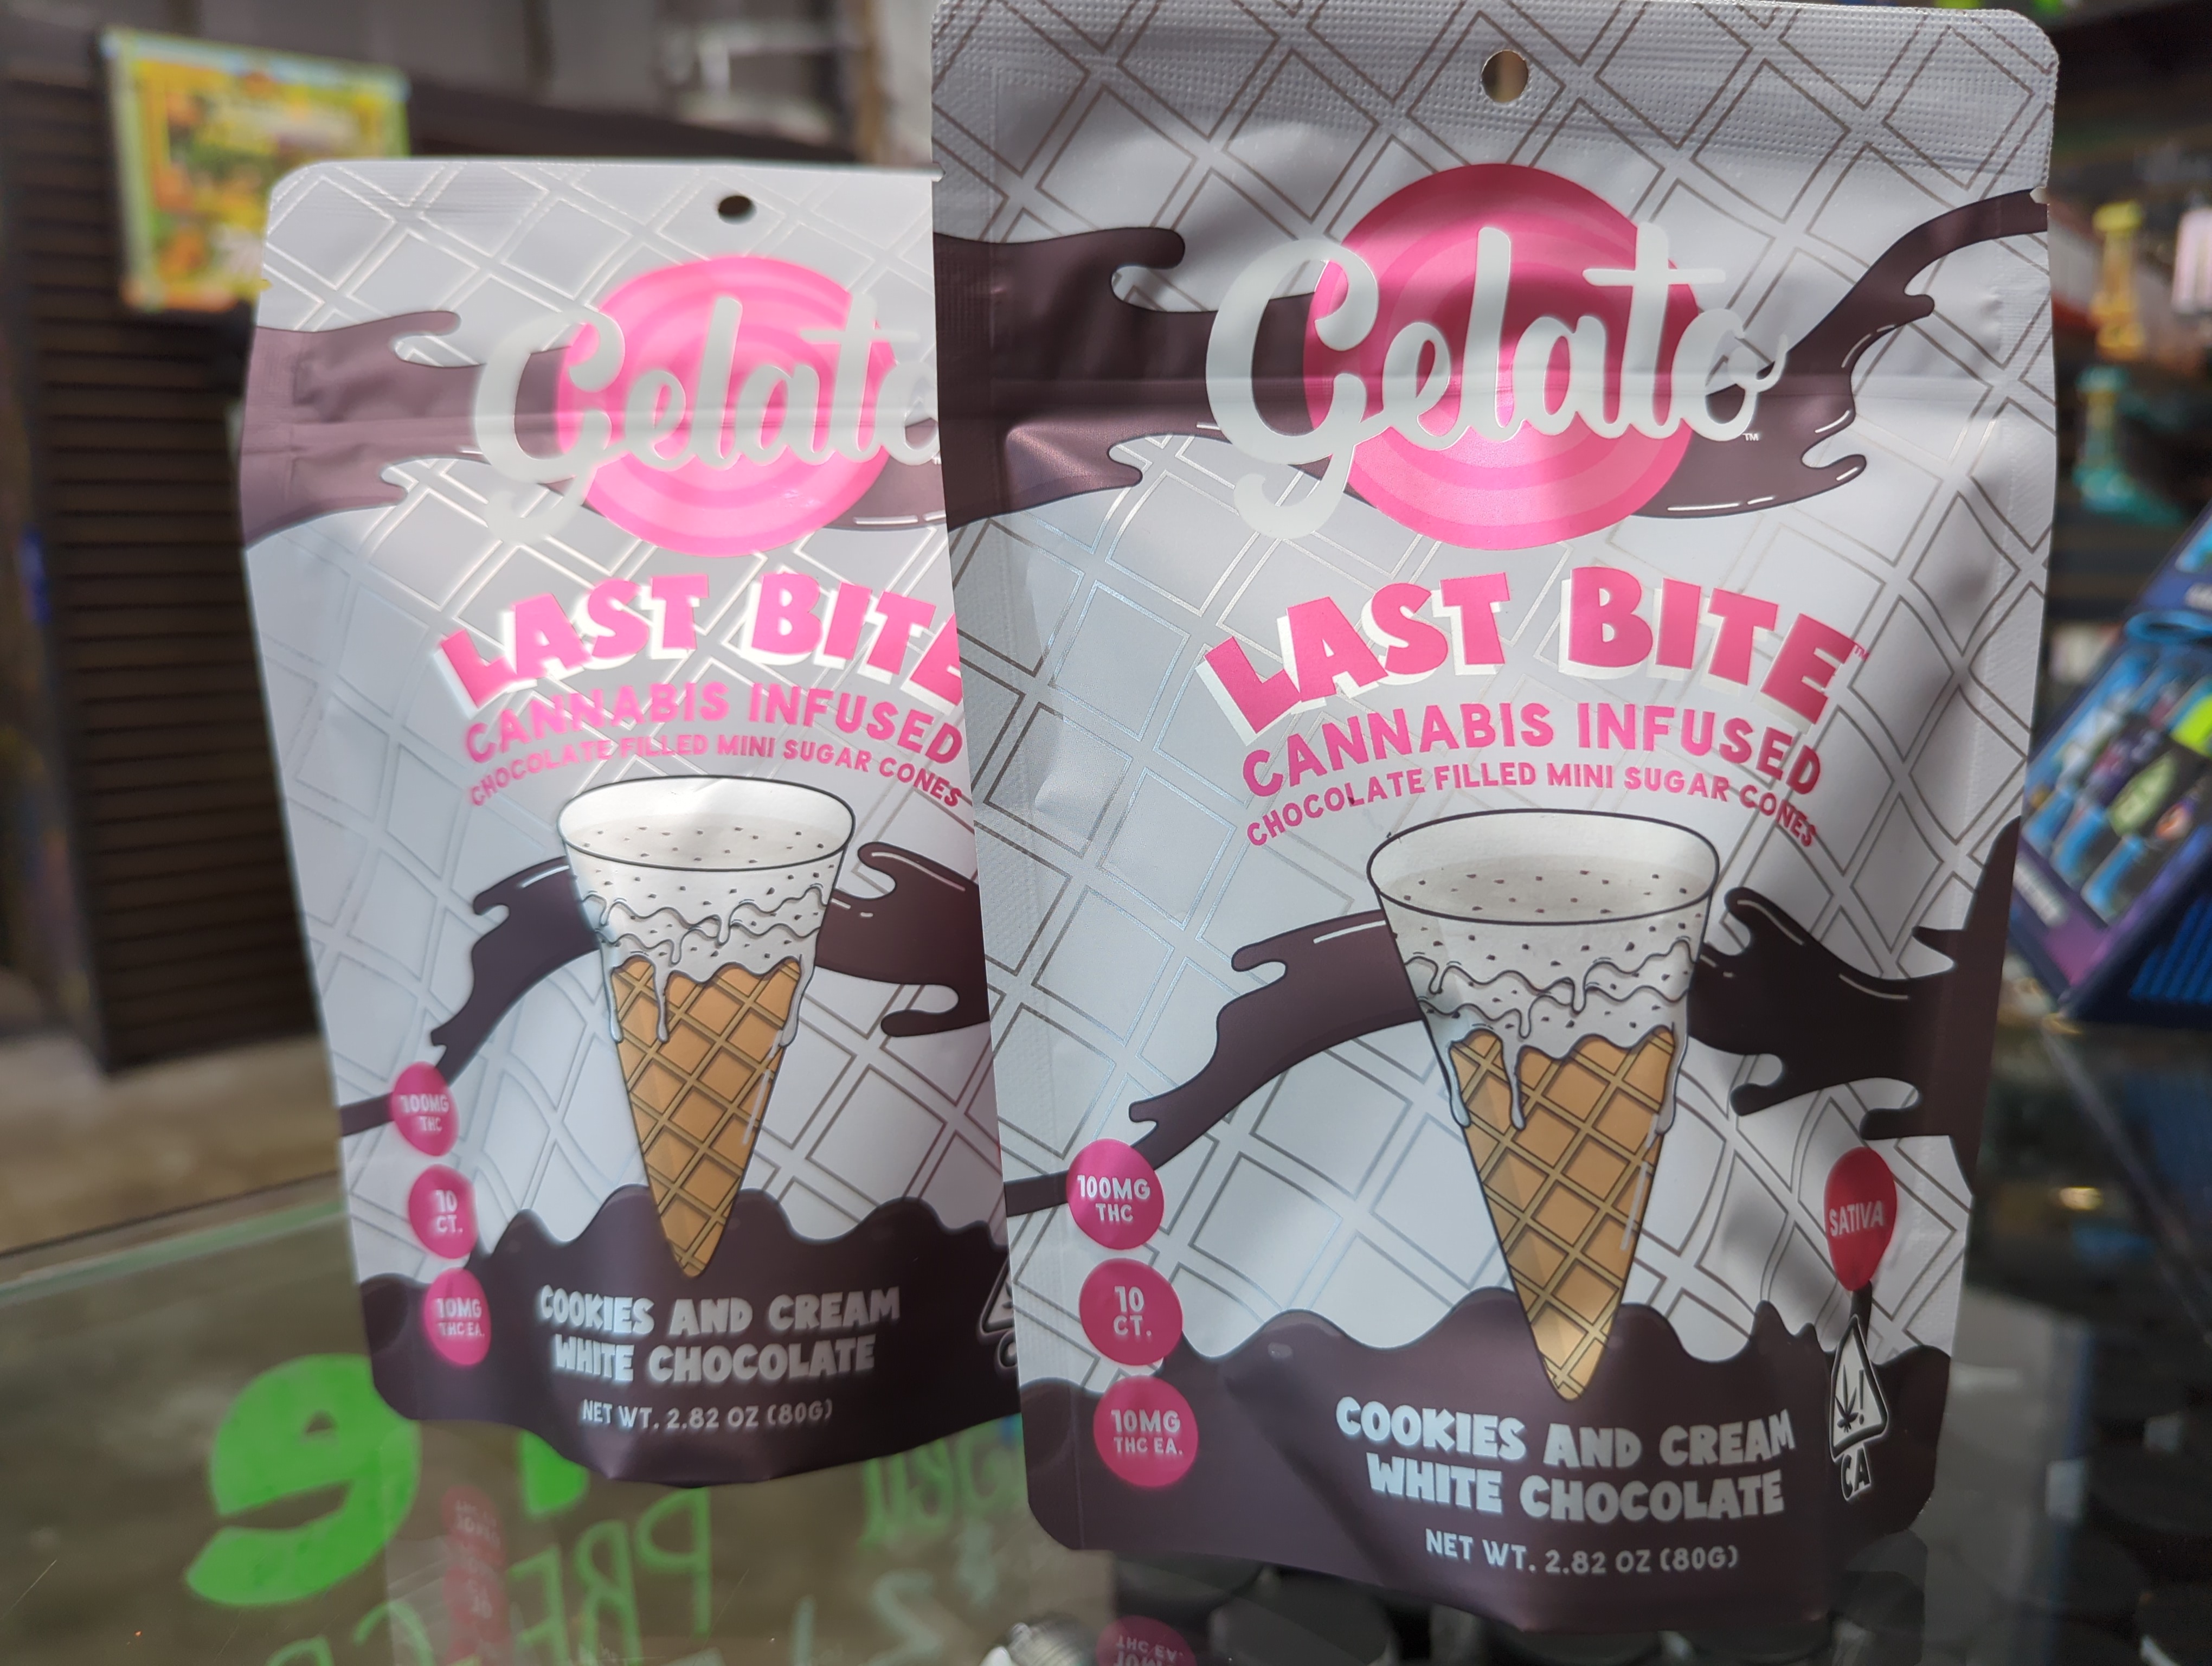 Gelato
LAST BITE
CANNABIS INFUSED
CHOCOLATE FILLED MINI SUGAR CONES
100MG
THC
10
CT.
10MG
THC EA.
COOKIES AND CREAM
WHITE CHOCOLATE
NET WT. 2.82 OZ (80G)
Gelato™
LAST BITE™
CANNABIS INFUSED
CHOCOLATE FILLED MINI SUGAR CONES
100MG
THC
10
CT.
10MG
THC EA.
SATIVA
CA
COOKIES AND CREAM
WHITE CHOCOLATE
NET WT. 2.82 OZ (80G)